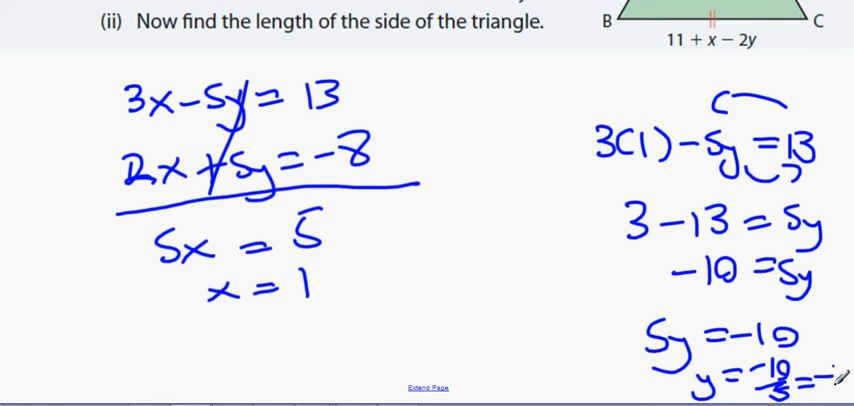 (ii) Now find the length of the side of the triangle.
B
C
11 + x − 2y
3x − 5y = 13
2x + 5y = −8
5x = 5
x = 1
3(1) − 5y = 13
3 − 13 = 5y
−10 = 5y
5y = −10
y = −10/5 = −
Extend Page